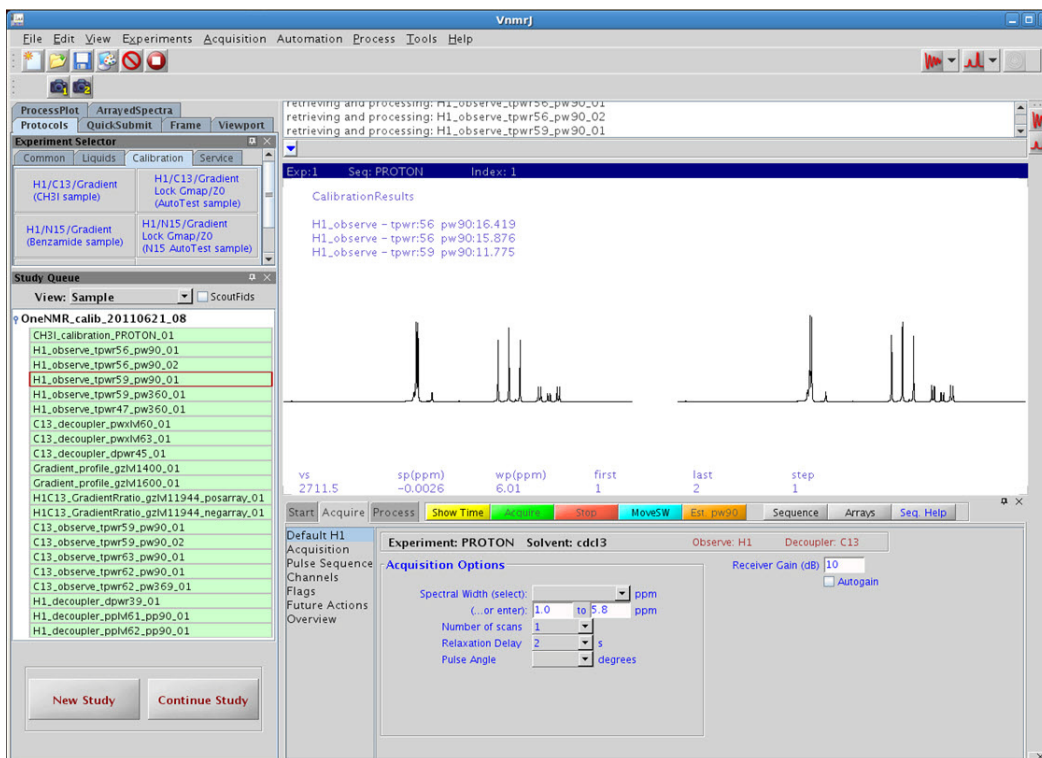 VnmrJ
File Edit View Experiments Acquisition Automation Process Tools Help
1 2
ProcessPlot ArrayedSpectra
Protocols QuickSubmit Frame Viewport
Experiment Selector
Common Liquids Calibration Service
H1/C13/Gradient
(CH3I sample)
H1/C13/Gradient
Lock Gmap/Z0
(AutoTest sample)
H1/N15/Gradient
(Benzamide sample)
H1/N15/Gradient
Lock Gmap/Z0
(N15 AutoTest sample)
Study Queue
View: Sample ScoutFids
OneNMR_calib_20110621_08
CH3I_calibration_PROTON_01
H1_observe_tpwr56_pw90_01
H1_observe_tpwr56_pw90_02
H1_observe_tpwr59_pw90_01
H1_observe_tpwr59_pw360_01
H1_observe_tpwr47_pw360_01
C13_decoupler_pwxlvl60_01
C13_decoupler_pwxlvl63_01
C13_decoupler_dpwr45_01
Gradient_profile_gzlvl1400_01
Gradient_profile_gzlvl1600_01
H1C13_GradientRratio_gzlvl11944_posarray_01
H1C13_GradientRratio_gzlvl11944_negarray_01
C13_observe_tpwr59_pw90_01
C13_observe_tpwr59_pw90_02
C13_observe_tpwr63_pw90_01
C13_observe_tpwr62_pw90_01
C13_observe_tpwr62_pw369_01
H1_decoupler_dpwr39_01
H1_decoupler_pplvl61_pp90_01
H1_decoupler_pplvl62_pp90_01
New Study Continue Study
retrieving and processing: H1_observe_tpwr56_pw90_01
retrieving and processing: H1_observe_tpwr56_pw90_02
retrieving and processing: H1_observe_tpwr59_pw90_01
Exp:1 Seq: PROTON Index: 1
CalibrationResults
H1_observe - tpwr:56 pw90:16.419
H1_observe - tpwr:56 pw90:15.876
H1_observe - tpwr:59 pw90:11.775
vs sp(ppm) wp(ppm) first last step
2711.5 -0.0026 6.01 1 2 1
Start Acquire Process Show Time Acquire Stop MoveSW Est. pw90 Sequence Arrays Seq. Help
Default H1
Acquisition
Pulse Sequence
Channels
Flags
Future Actions
Overview
Experiment: PROTON Solvent: cdcl3 Observe: H1 Decoupler: C13
Acquisition Options
Spectral Width (select): ppm
(...or enter): 1.0 to 5.8 ppm
Number of scans 1
Relaxation Delay 2 s
Pulse Angle degrees
Receiver Gain (dB) 10
Autogain